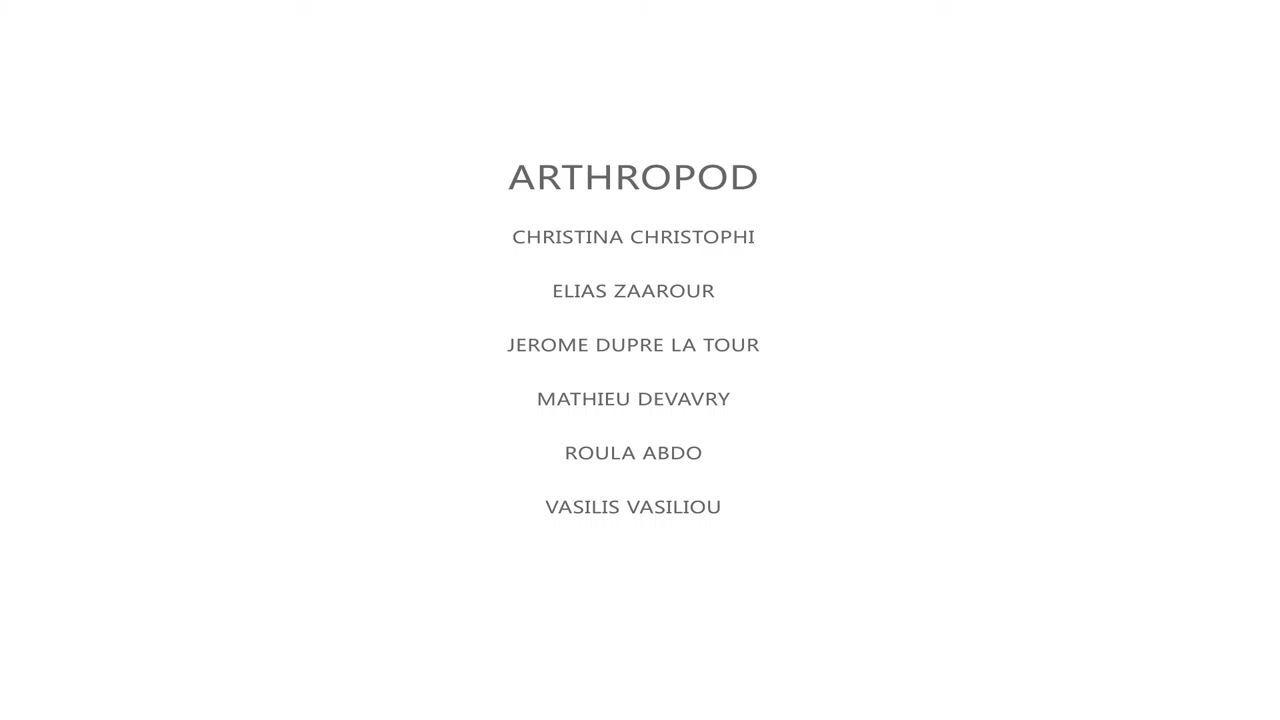 ARTHROPOD
CHRISTINA CHRISTOPHI
ELIAS ZAAROUR
JEROME DUPRE LA TOUR
MATHIEU DEVAVRY
ROULA ABDO
VASILIS VASILIOU